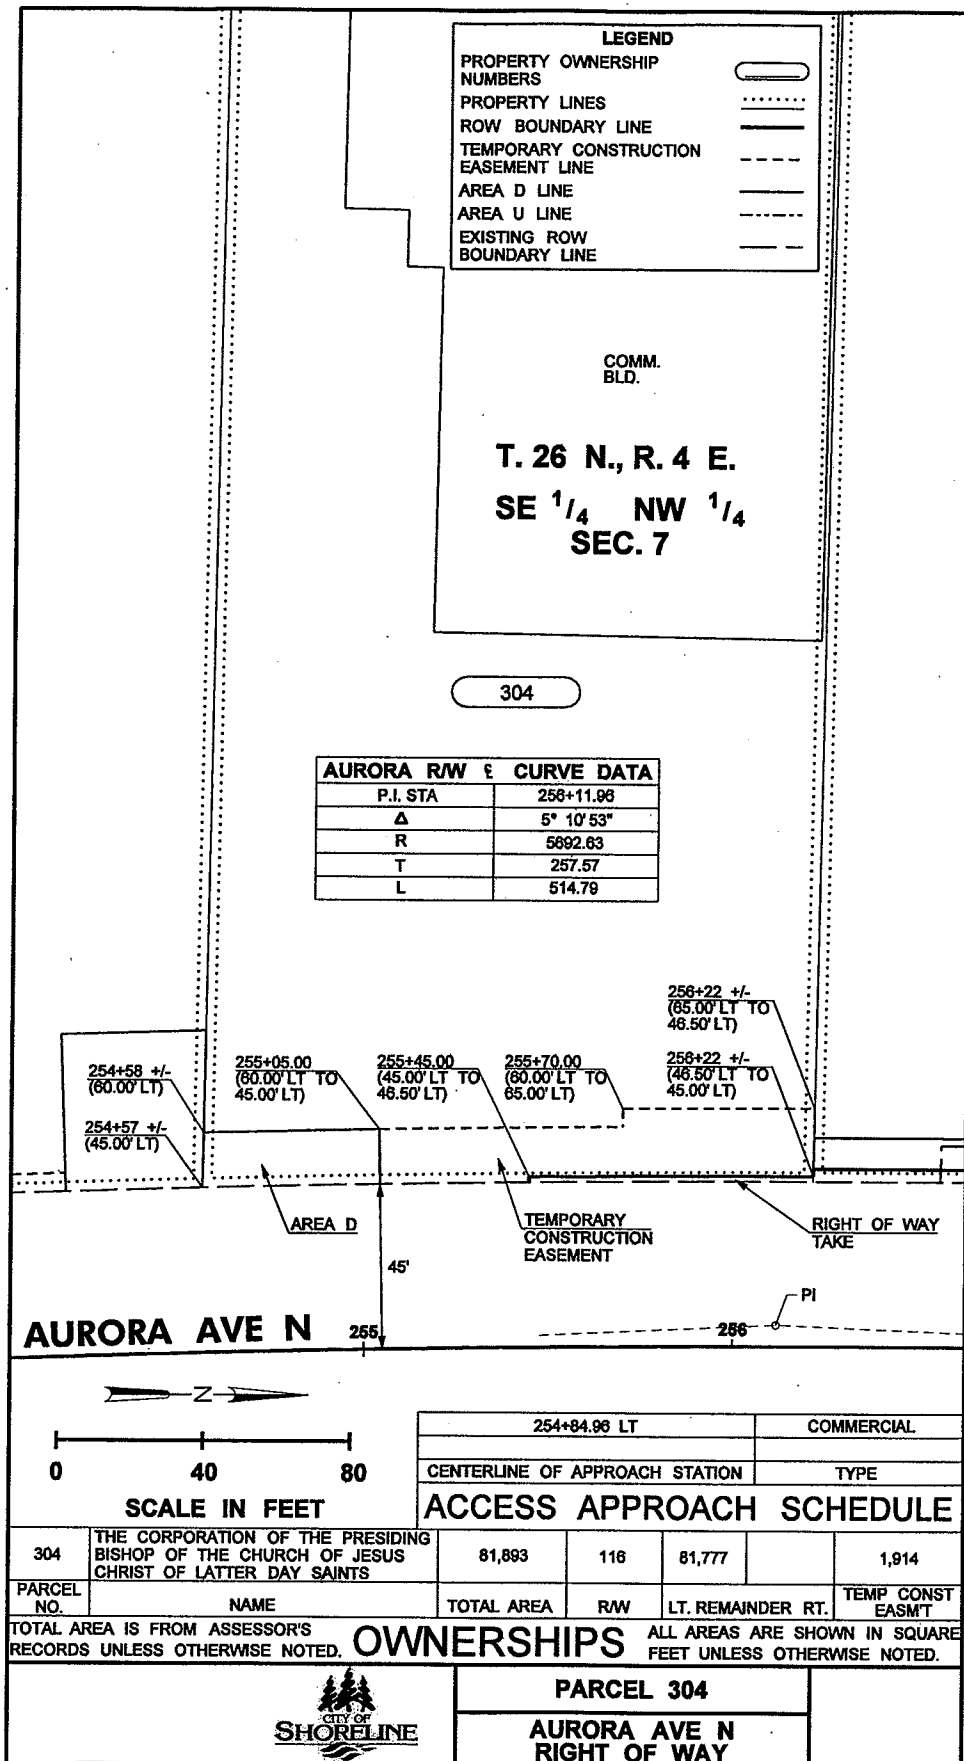 LEGEND
PROPERTY OWNERSHIP
NUMBERS
PROPERTY LINES
ROW BOUNDARY LINE
TEMPORARY CONSTRUCTION
EASEMENT LINE
AREA D LINE
AREA U LINE
EXISTING ROW
BOUNDARY LINE
COMM.
BLD.
T. 26 N., R. 4 E.
SE 1/4 NW 1/4
SEC. 7
304
AURORA R/W ℄ CURVE DATA
P.I. STA 256+11.96
Δ 5° 10' 53"
R 5692.63
T 257.57
L 514.79
256+22 +/-
(65.00' LT TO
46.50' LT)
254+58 +/-
(60.00' LT)
255+05.00
(60.00' LT TO
45.00' LT)
255+45.00
(45.00' LT TO
46.50' LT)
255+70.00
(60.00' LT TO
65.00' LT)
256+22 +/-
(46.50' LT TO
45.00' LT)
254+57 +/-
(45.00' LT)
AREA D
TEMPORARY
CONSTRUCTION
EASEMENT
RIGHT OF WAY
TAKE
45'
PI
AURORA AVE N 255 256
N
0 40 80
SCALE IN FEET
254+84.96 LT COMMERCIAL
CENTERLINE OF APPROACH STATION TYPE
ACCESS APPROACH SCHEDULE
304 THE CORPORATION OF THE PRESIDING
BISHOP OF THE CHURCH OF JESUS
CHRIST OF LATTER DAY SAINTS
81,893 116 81,777 1,914
PARCEL
NO.
NAME TOTAL AREA R/W LT. REMAINDER RT. TEMP CONST
EASM'T
TOTAL AREA IS FROM ASSESSOR'S
RECORDS UNLESS OTHERWISE NOTED.
OWNERSHIPS
ALL AREAS ARE SHOWN IN SQUARE
FEET UNLESS OTHERWISE NOTED.
CITY OF
SHORELINE
PARCEL 304
AURORA AVE N
RIGHT OF WAY